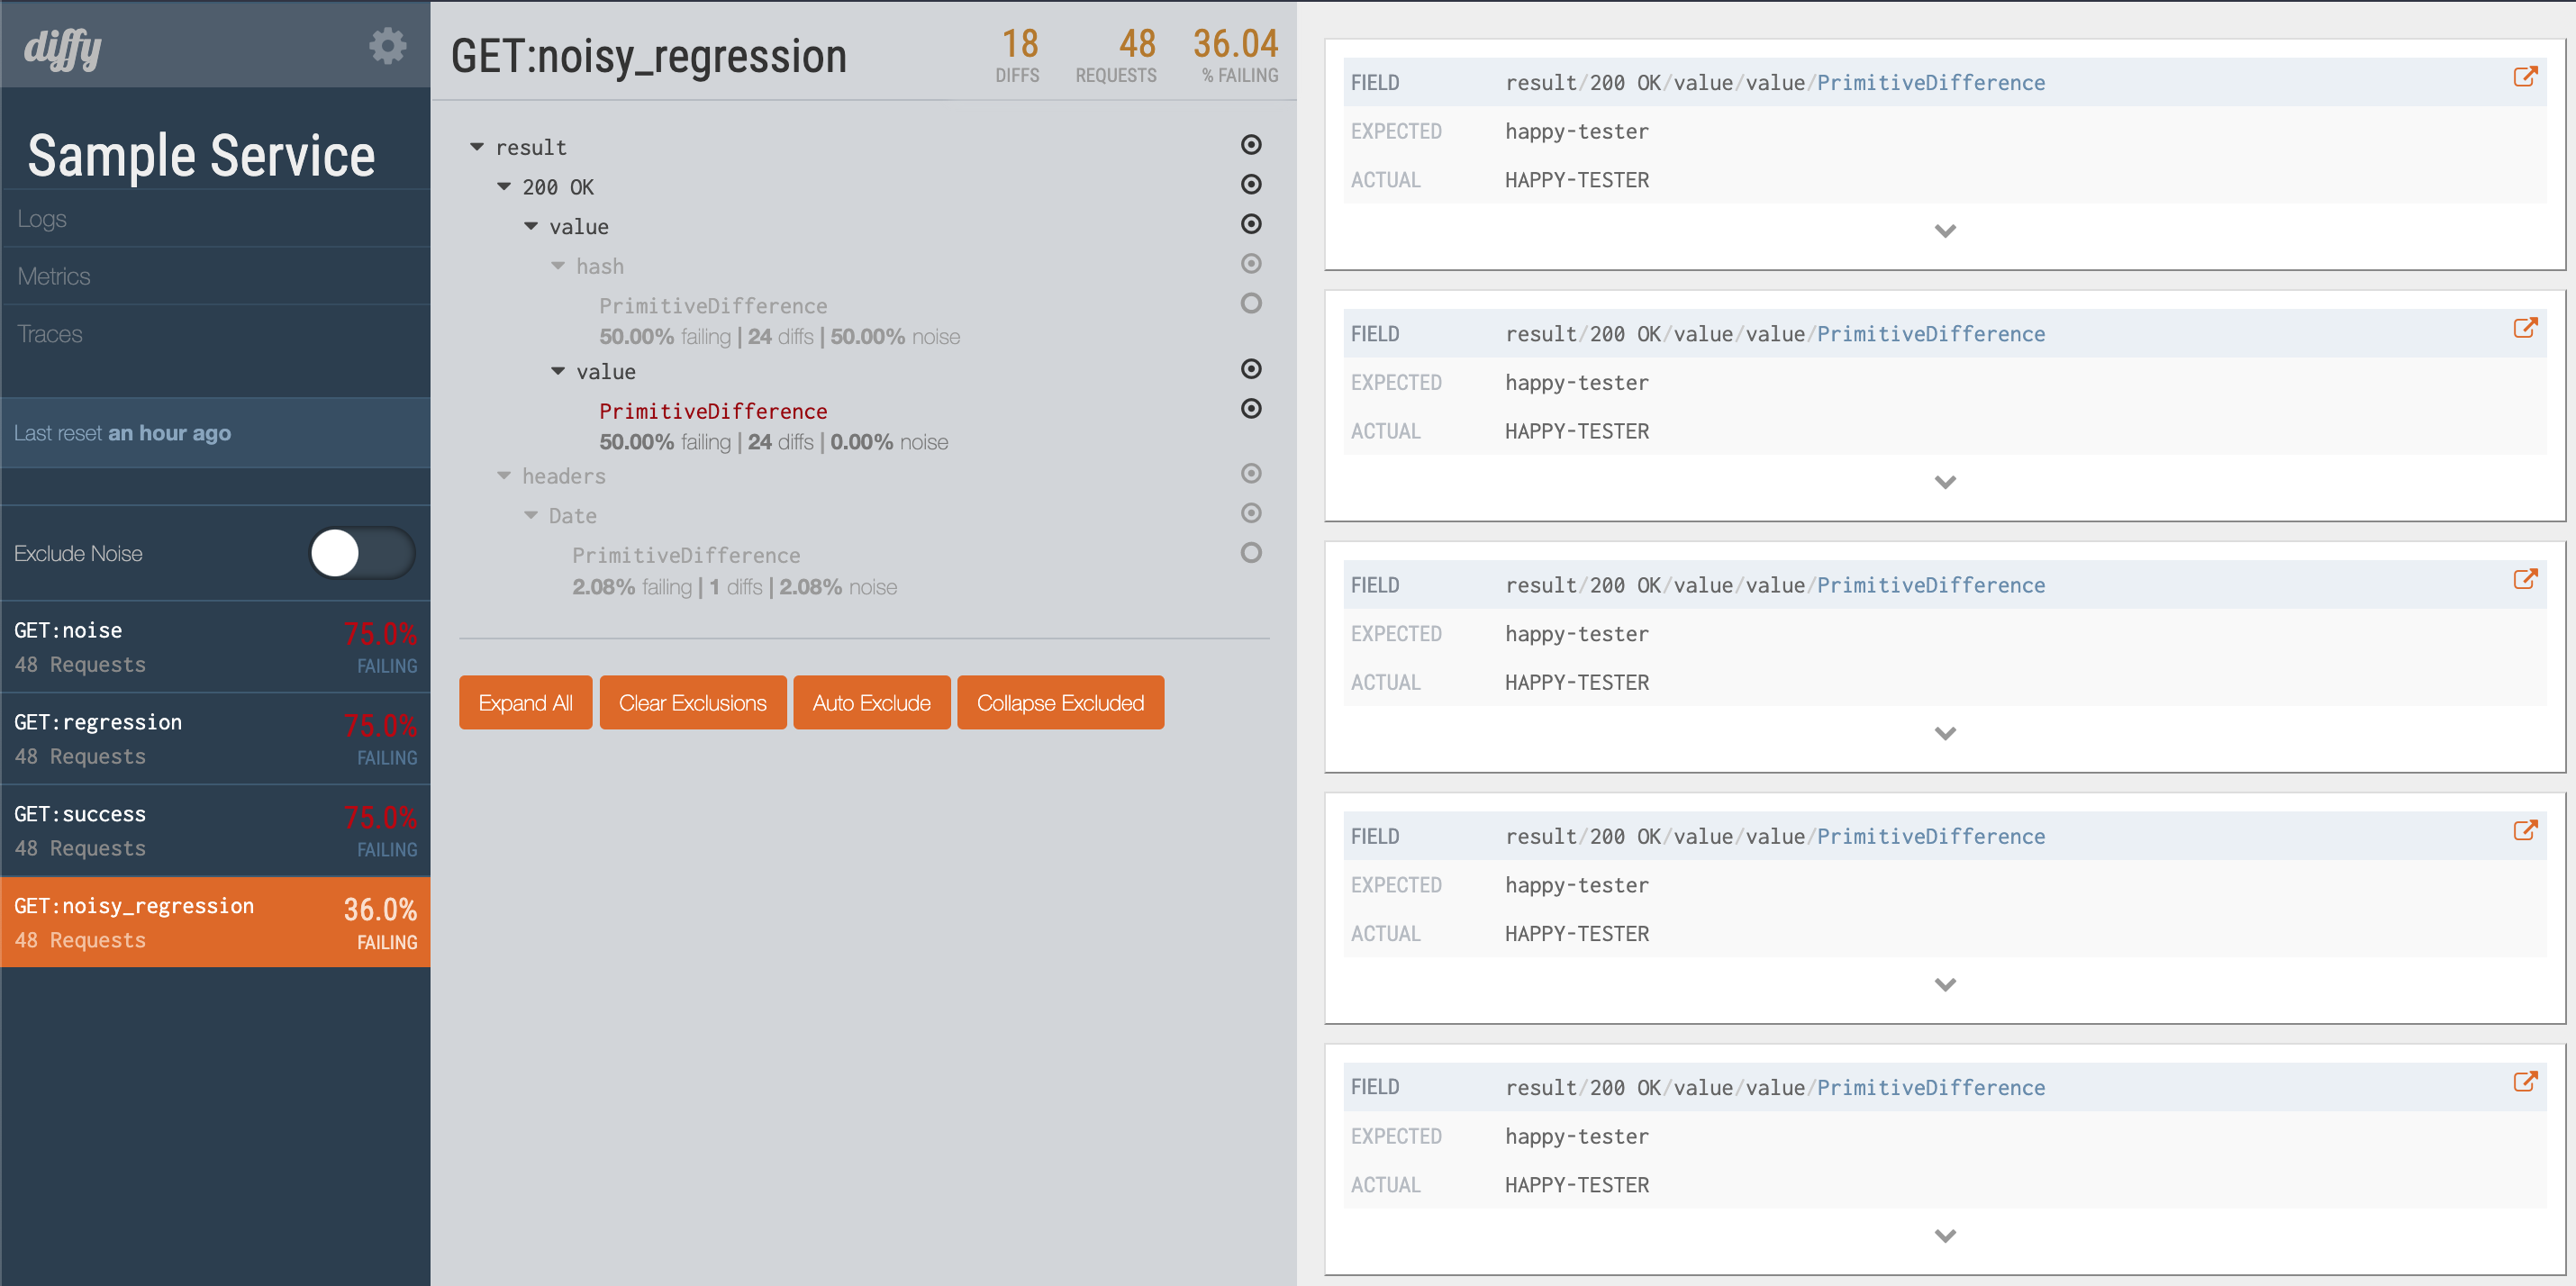 diffy
Sample Service
Logs
Metrics
Traces
Last reset an hour ago
Exclude Noise
GET:noise 75.0%
48 Requests FAILING
GET:regression 75.0%
48 Requests FAILING
GET:success 75.0%
48 Requests FAILING
GET:noisy_regression 36.0%
48 Requests FAILING
GET:noisy_regression
18 48 36.04
DIFFS REQUESTS % FAILING
result
200 OK
value
hash
PrimitiveDifference
50.00% failing | 24 diffs | 50.00% noise
value
PrimitiveDifference
50.00% failing | 24 diffs | 0.00% noise
headers
Date
PrimitiveDifference
2.08% failing | 1 diffs | 2.08% noise
Expand All Clear Exclusions Auto Exclude Collapse Excluded
FIELD result/200 OK/value/value/PrimitiveDifference
EXPECTED happy-tester
ACTUAL HAPPY-TESTER
FIELD result/200 OK/value/value/PrimitiveDifference
EXPECTED happy-tester
ACTUAL HAPPY-TESTER
FIELD result/200 OK/value/value/PrimitiveDifference
EXPECTED happy-tester
ACTUAL HAPPY-TESTER
FIELD result/200 OK/value/value/PrimitiveDifference
EXPECTED happy-tester
ACTUAL HAPPY-TESTER
FIELD result/200 OK/value/value/PrimitiveDifference
EXPECTED happy-tester
ACTUAL HAPPY-TESTER